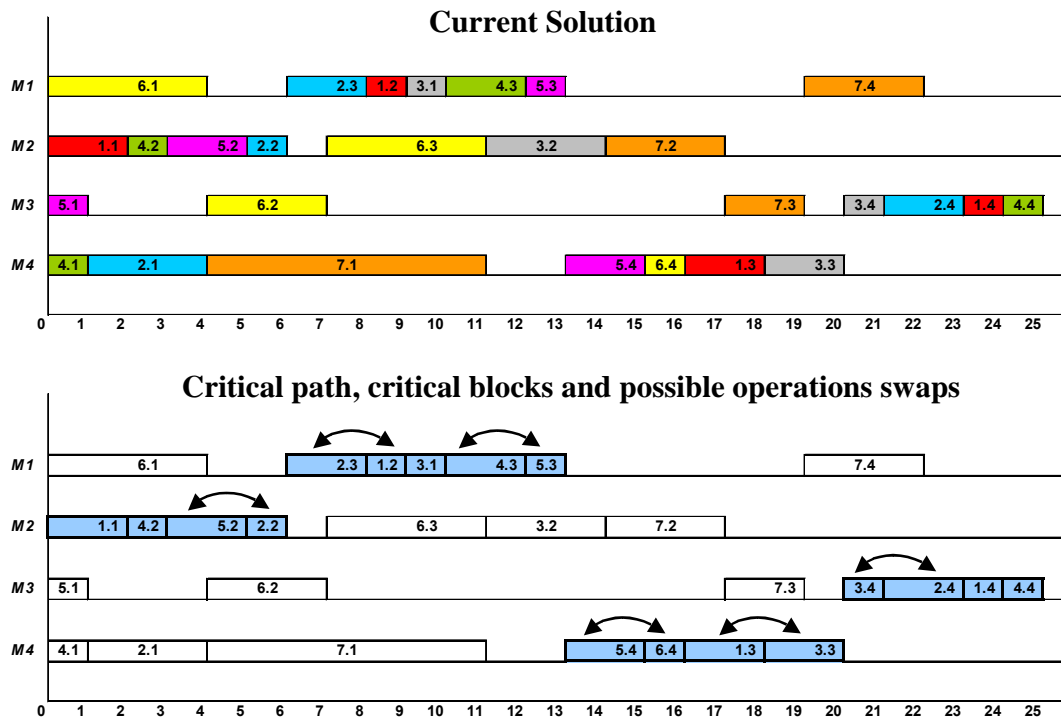 Current Solution
M1 6.1 2.3 1.2 3.1 4.3 5.3 7.4
M2 1.1 4.2 5.2 2.2 6.3 3.2 7.2
M3 5.1 6.2 7.3 3.4 2.4 1.4 4.4
M4 4.1 2.1 7.1 5.4 6.4 1.3 3.3
0 1 2 3 4 5 6 7 8 9 10 11 12 13 14 15 16 17 18 19 20 21 22 23 24 25
Critical path, critical blocks and possible operations swaps
M1 6.1 2.3 1.2 3.1 4.3 5.3 7.4
M2 1.1 4.2 5.2 2.2 6.3 3.2 7.2
M3 5.1 6.2 7.3 3.4 2.4 1.4 4.4
M4 4.1 2.1 7.1 5.4 6.4 1.3 3.3
0 1 2 3 4 5 6 7 8 9 10 11 12 13 14 15 16 17 18 19 20 21 22 23 24 25